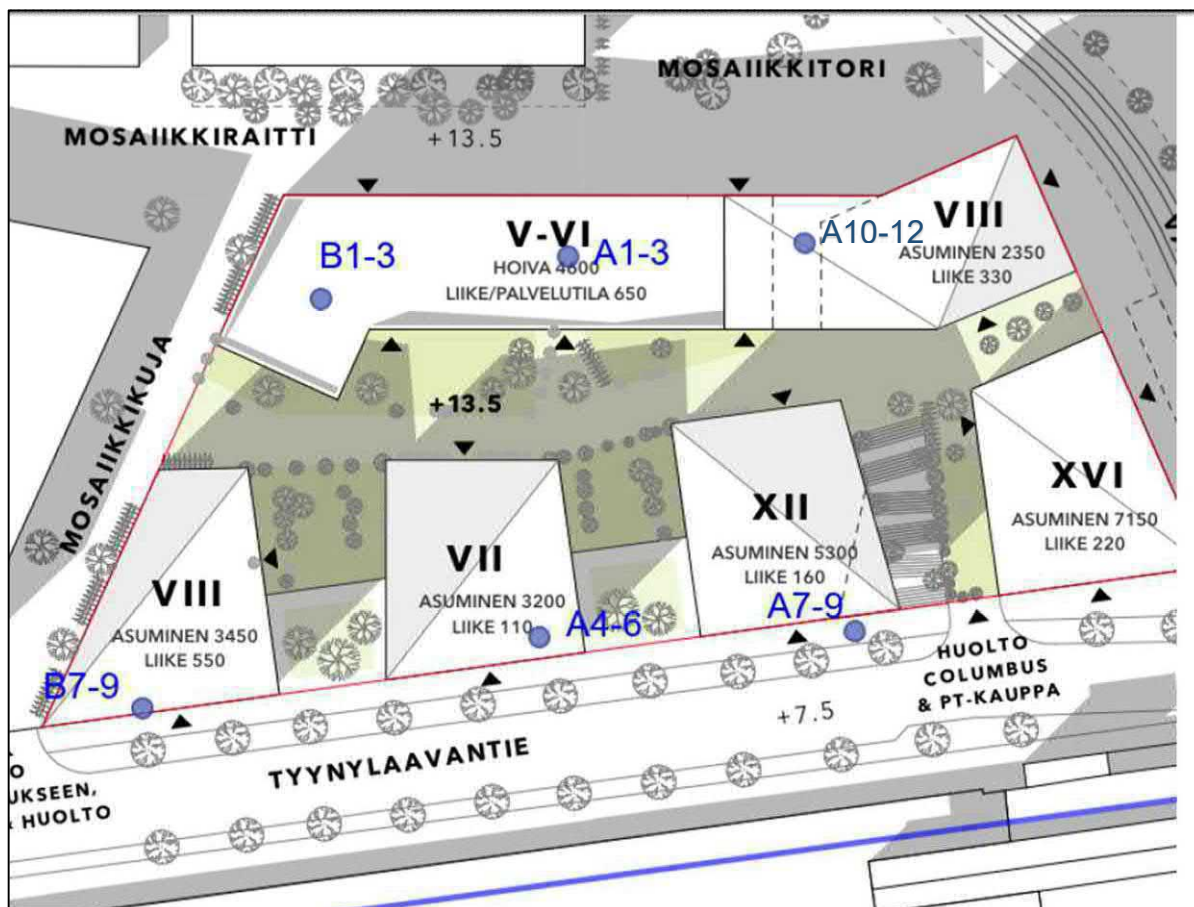 MOSAIIKKITORI
MOSAIIKKIRAITTI
+13.5
VIII
A10-12
ASUMINEN 2350
LIIKE 330
V-VI
B1-3
A1-3
HOIVA 4600
LIIKE/PALVELUTILA 650
MOSAIIKKIKUJA
+13.5
XVI
ASUMINEN 7150
LIIKE 220
XII
ASUMINEN 5300
LIIKE 160
A7-9
VII
ASUMINEN 3200
LIIKE 110
A4-6
VIII
ASUMINEN 3450
LIIKE 550
B7-9
HUOLTO
COLUMBUS
& PT-KAUPPA
+7.5
TYYNYLAAVANTIE
UKSEEN,
HUOLTO